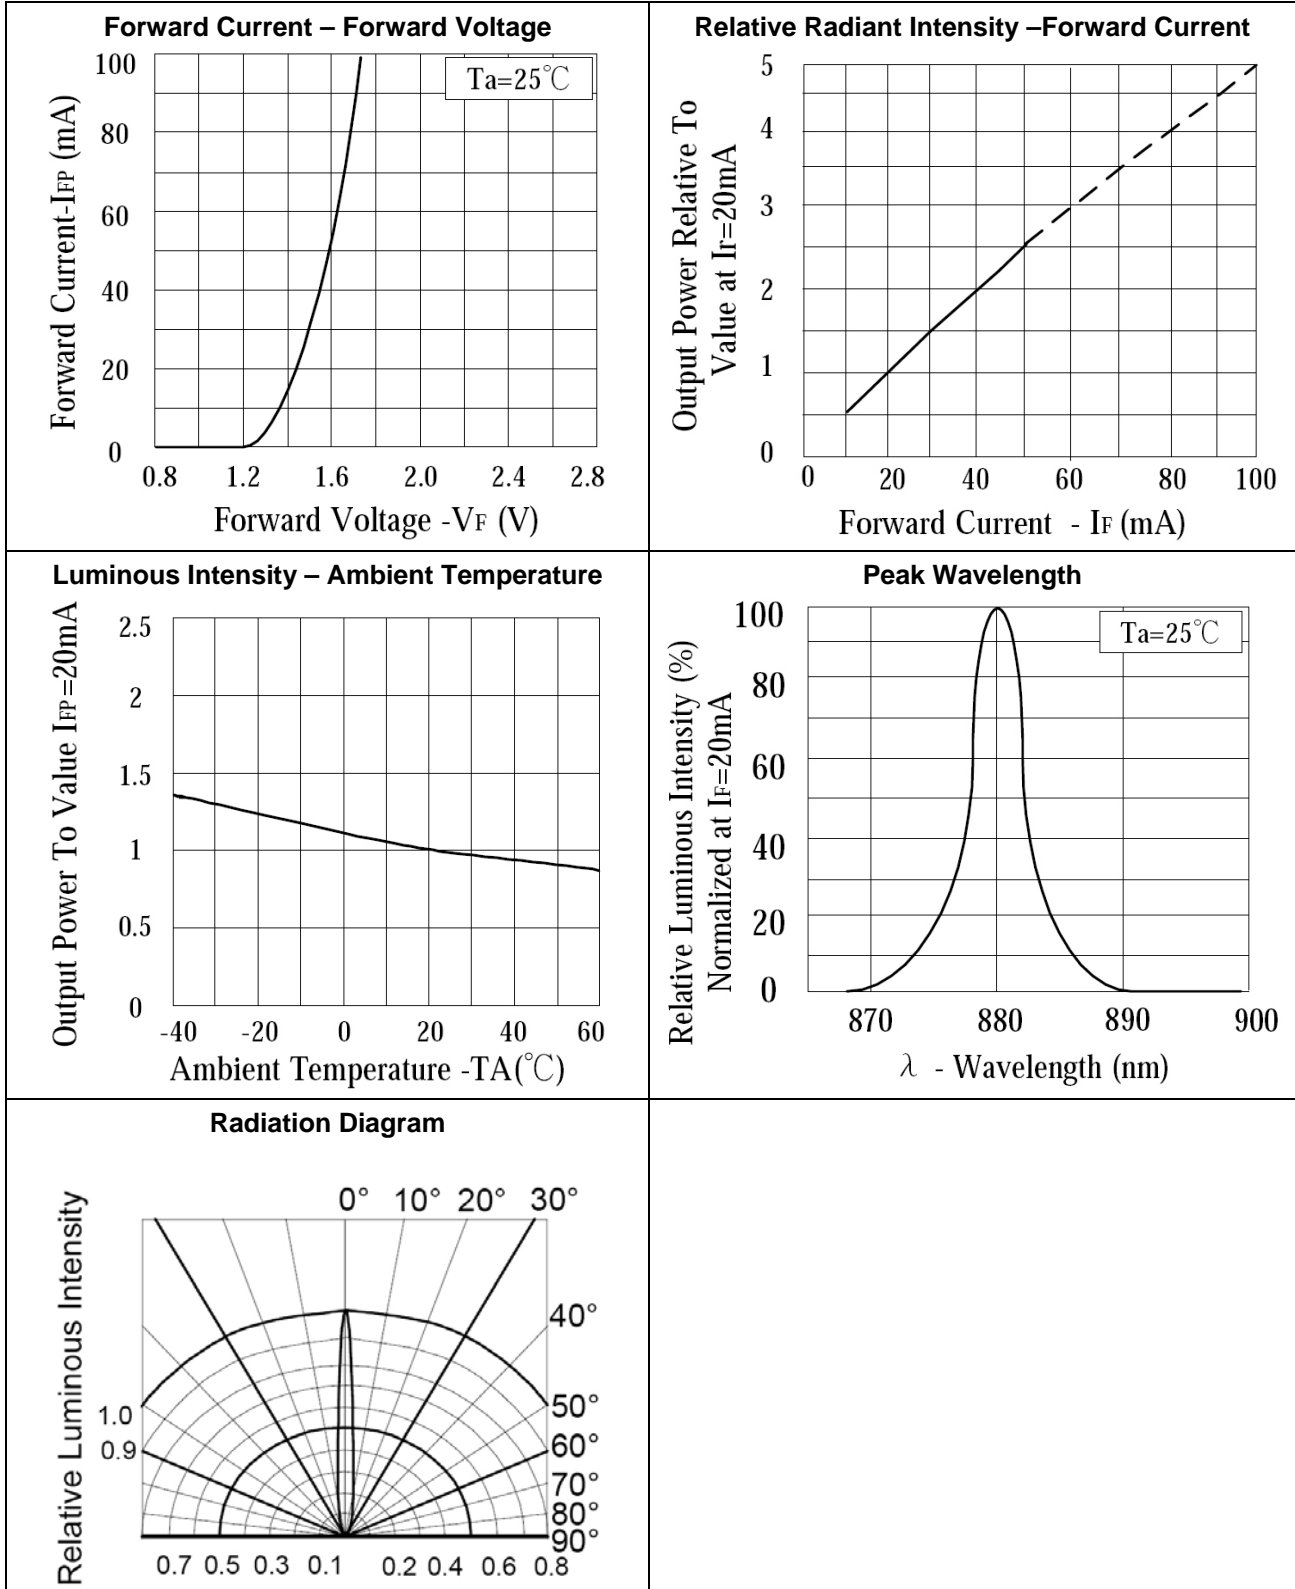 Forward Current – Forward Voltage
100
80
60
40
20
0
Ta=25℃
Forward Current-IFP (mA)
0.8 1.2 1.6 2.0 2.4 2.8
Forward Voltage -VF (V)
Relative Radiant Intensity –Forward Current
5
4
3
2
1
0
Output Power Relative To
Value at Ir=20mA
0 20 40 60 80 100
Forward Current - IF (mA)
Luminous Intensity – Ambient Temperature
2.5
2
1.5
1
0.5
0
Output Power To Value IFP=20mA
-40 -20 0 20 40 60
Ambient Temperature -TA(℃)
Peak Wavelength
100
80
60
40
20
0
Ta=25℃
Relative Luminous Intensity (%)
Normalized at IF=20mA
870 880 890 900
λ - Wavelength (nm)
Radiation Diagram
Relative Luminous Intensity
0° 10° 20° 30°
40°
50°
60°
70°
80°
90°
1.0
0.9
0.7 0.5 0.3 0.1 0.2 0.4 0.6 0.8